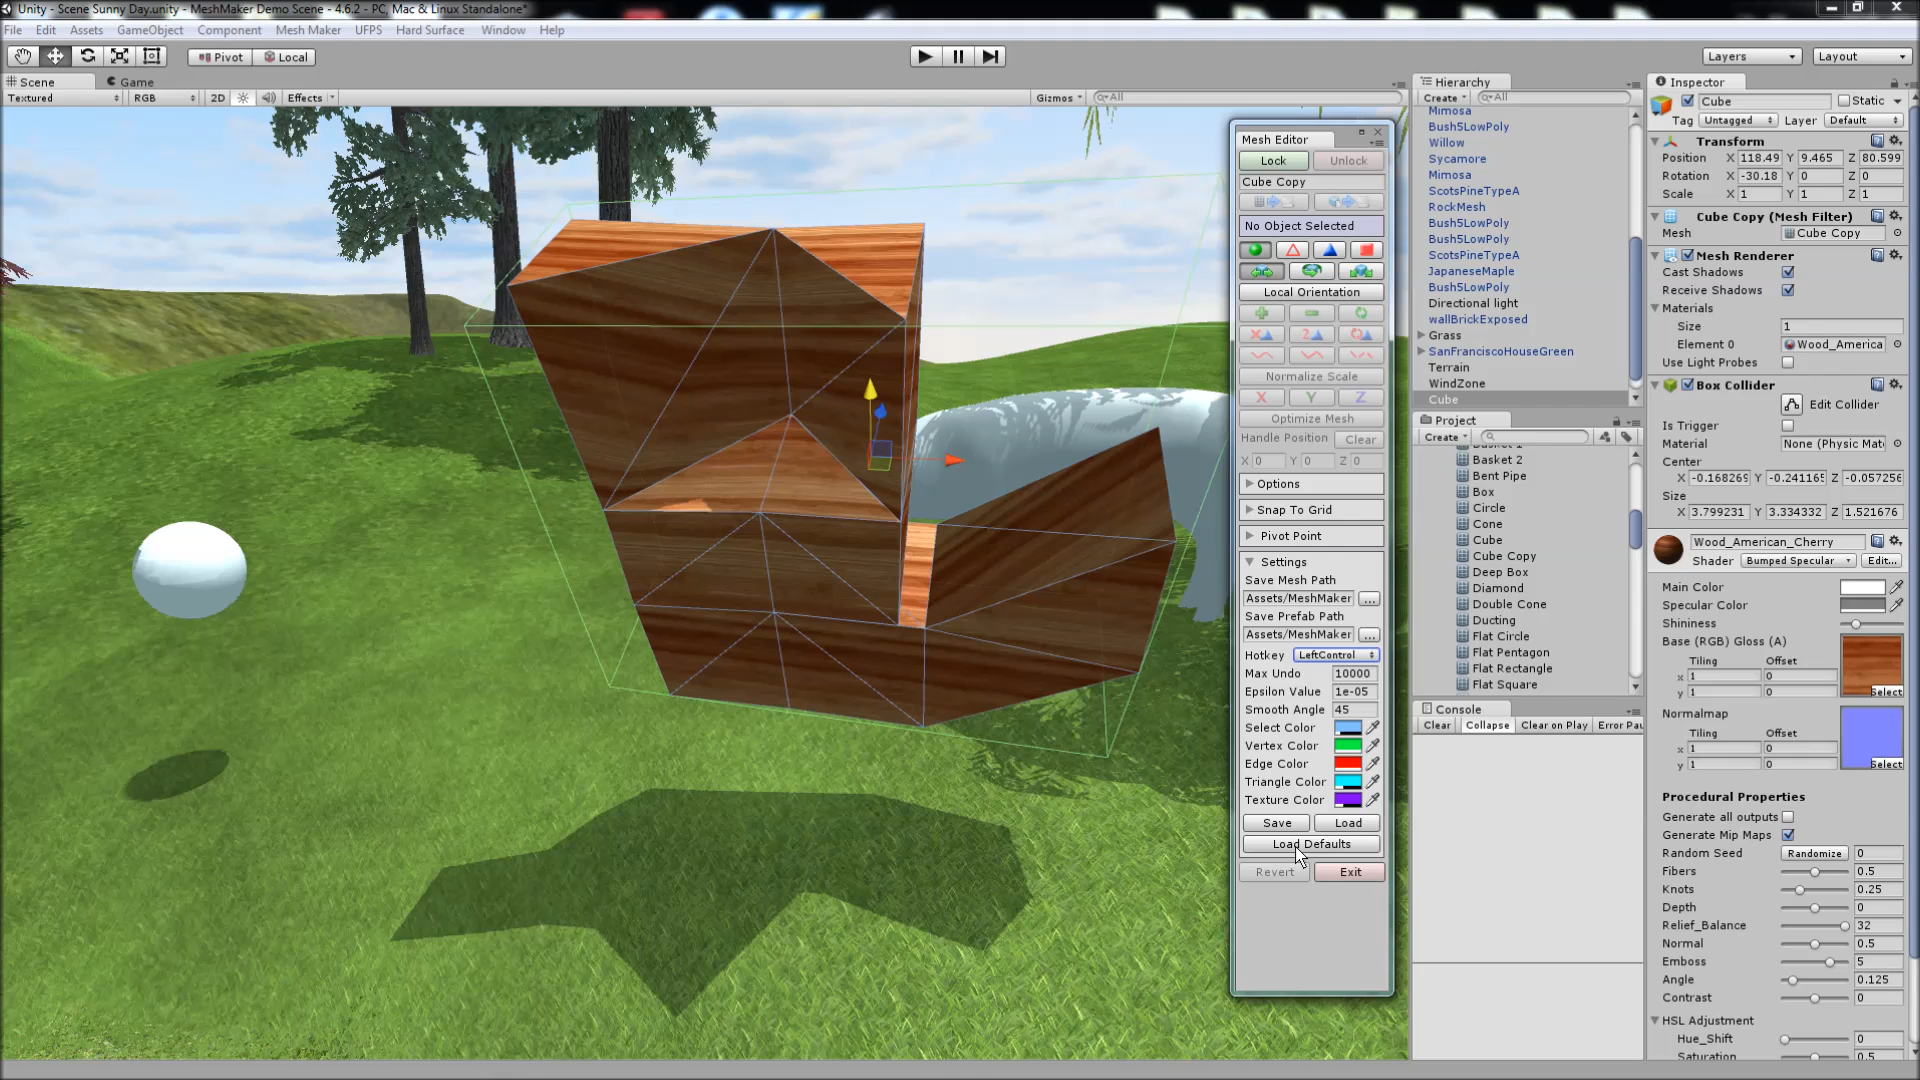 Unity - Scene Sunny Day.unity - MeshMaker Demo Scene - 4.6.2 - PC, Mac & Linux Standalone*
File Edit Assets GameObject Component Mesh Maker UFPS Hard Surface Window Help
Pivot Local Layers Layout
Scene Game
Textured RGB 2D Effects Gizmos All
Mesh Editor
Lock Unlock
Cube Copy
No Object Selected
Local Orientation
Normalize Scale
X Y Z
Optimize Mesh
Handle Position Clear
X 0 Y 0 Z 0
Options
Snap To Grid
Pivot Point
Settings
Save Mesh Path
Assets/MeshMaker ...
Save Prefab Path
Assets/MeshMaker ...
Hotkey LeftControl
Max Undo 10000
Epsilon Value 1e-05
Smooth Angle 45
Select Color
Vertex Color
Edge Color
Triangle Color
Texture Color
Save Load
Load Defaults
Revert Exit
Hierarchy
Create All
Mimosa
Bush5LowPoly
Willow
Sycamore
Mimosa
ScotsPineTypeA
RockMesh
Bush5LowPoly
Bush5LowPoly
ScotsPineTypeA
JapaneseMaple
Bush5LowPoly
Directional light
wallBrickExposed
Grass
SanFranciscoHouseGreen
Terrain
WindZone
Cube
Project
Create
Basket 2
Bent Pipe
Box
Circle
Cone
Cube
Cube Copy
Deep Box
Diamond
Double Cone
Ducting
Flat Circle
Flat Pentagon
Flat Rectangle
Flat Square
Console
Clear Collapse Clear on Play Error Pau
Inspector
Cube Static
Tag Untagged Layer Default
Transform
Position X 118.49 Y 9.465 Z 80.599
Rotation X -30.18 Y 0 Z 0
Scale X 1 Y 1 Z 1
Cube Copy (Mesh Filter)
Mesh Cube Copy
Mesh Renderer
Cast Shadows
Receive Shadows
Materials
Size 1
Element 0 Wood_America
Use Light Probes
Box Collider
Edit Collider
Is Trigger
Material None (Physic Mat
Center
X -0.168269 Y -0.241165 Z -0.057256
Size
X 3.799231 Y 3.334332 Z 1.521676
Wood_American_Cherry
Shader Bumped Specular Edit...
Main Color
Specular Color
Shininess
Base (RGB) Gloss (A)
Tiling Offset
x 1 0
y 1 0
Select
Normalmap
Tiling Offset
x 1 0
y 1 0
Select
Procedural Properties
Generate all outputs
Generate Mip Maps
Random Seed Randomize 0
Fibers 0.5
Knots 0.25
Depth 0
Relief_Balance 32
Normal 0.5
Emboss 5
Angle 0.125
Contrast 0
HSL Adjustment
Hue_Shift 0
Saturation 0.5